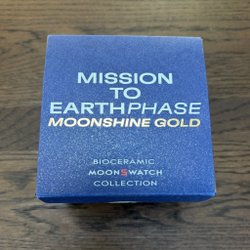 MISSION
TO
EARTHPHASE
MOONSHINE GOLD
BIOCERAMIC
MOONSWATCH
COLLECTION